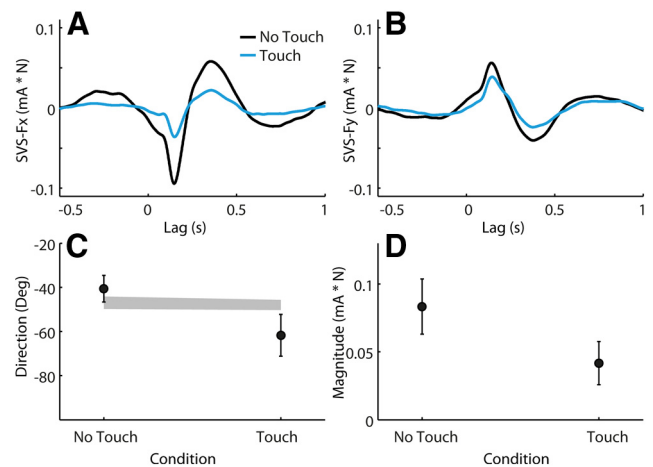 A
No Touch
Touch
SVS-Fx (mA * N)
0.1
0
-0.1
-0.5
0
0.5
1
Lag (s)
B
SVS-Fy (mA * N)
0.1
0
-0.1
-0.5
0
0.5
1
Lag (s)
C
Direction (Deg)
-20
-40
-60
-80
No Touch
Touch
Condition
D
Magnitude (mA * N)
0.1
0.05
0
No Touch
Touch
Condition